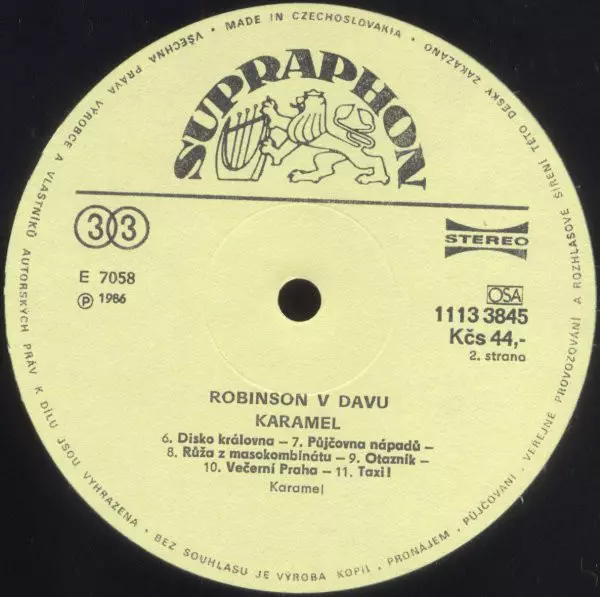 SUPRAPHON
33
STEREO
E 7058
Ⓟ 1986
OSA
1113 3845
Kčs 44,-
2. strana
ROBINSON V DAVU
KARAMEL
6. Disko královna – 7. Půjčovna nápadů –
8. Růža z masokombinátu – 9. Otazník –
10. Večerní Praha – 11. Taxi!
Karamel
MADE IN CZECHOSLOVAKIA · VŠECHNA PRÁVA VÝROBCE A VLASTNÍKŮ AUTORSKÝCH PRÁV K DÍLU JSOU VYHRAZENA · BEZ SOUHLASU JE VÝROBA KOPIÍ, PRONÁJEM, PŮJČOVÁNÍ, VEŘEJNÉ PROVOZOVÁNÍ A ROZHLASOVÉ ŠÍŘENÍ TÉTO DESKY ZAKÁZÁNO ·